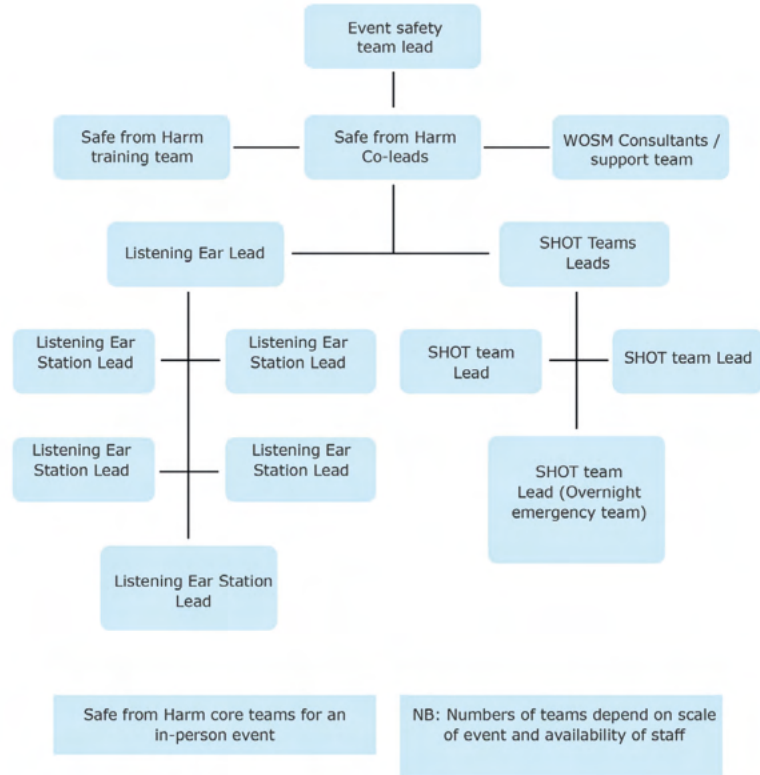 Event safety
team lead
Safe from Harm
training team
Safe from Harm
Co-leads
WOSM Consultants /
support team
Listening Ear Lead
SHOT Teams
Leads
Listening Ear
Station Lead
Listening Ear
Station Lead
SHOT team
Lead
SHOT team Lead
Listening Ear
Station Lead
Listening Ear
Station Lead
SHOT team
Lead (Overnight
emergency team)
Listening Ear Station
Lead
Safe from Harm core teams for an
in-person event
NB: Numbers of teams depend on scale
of event and availability of staff